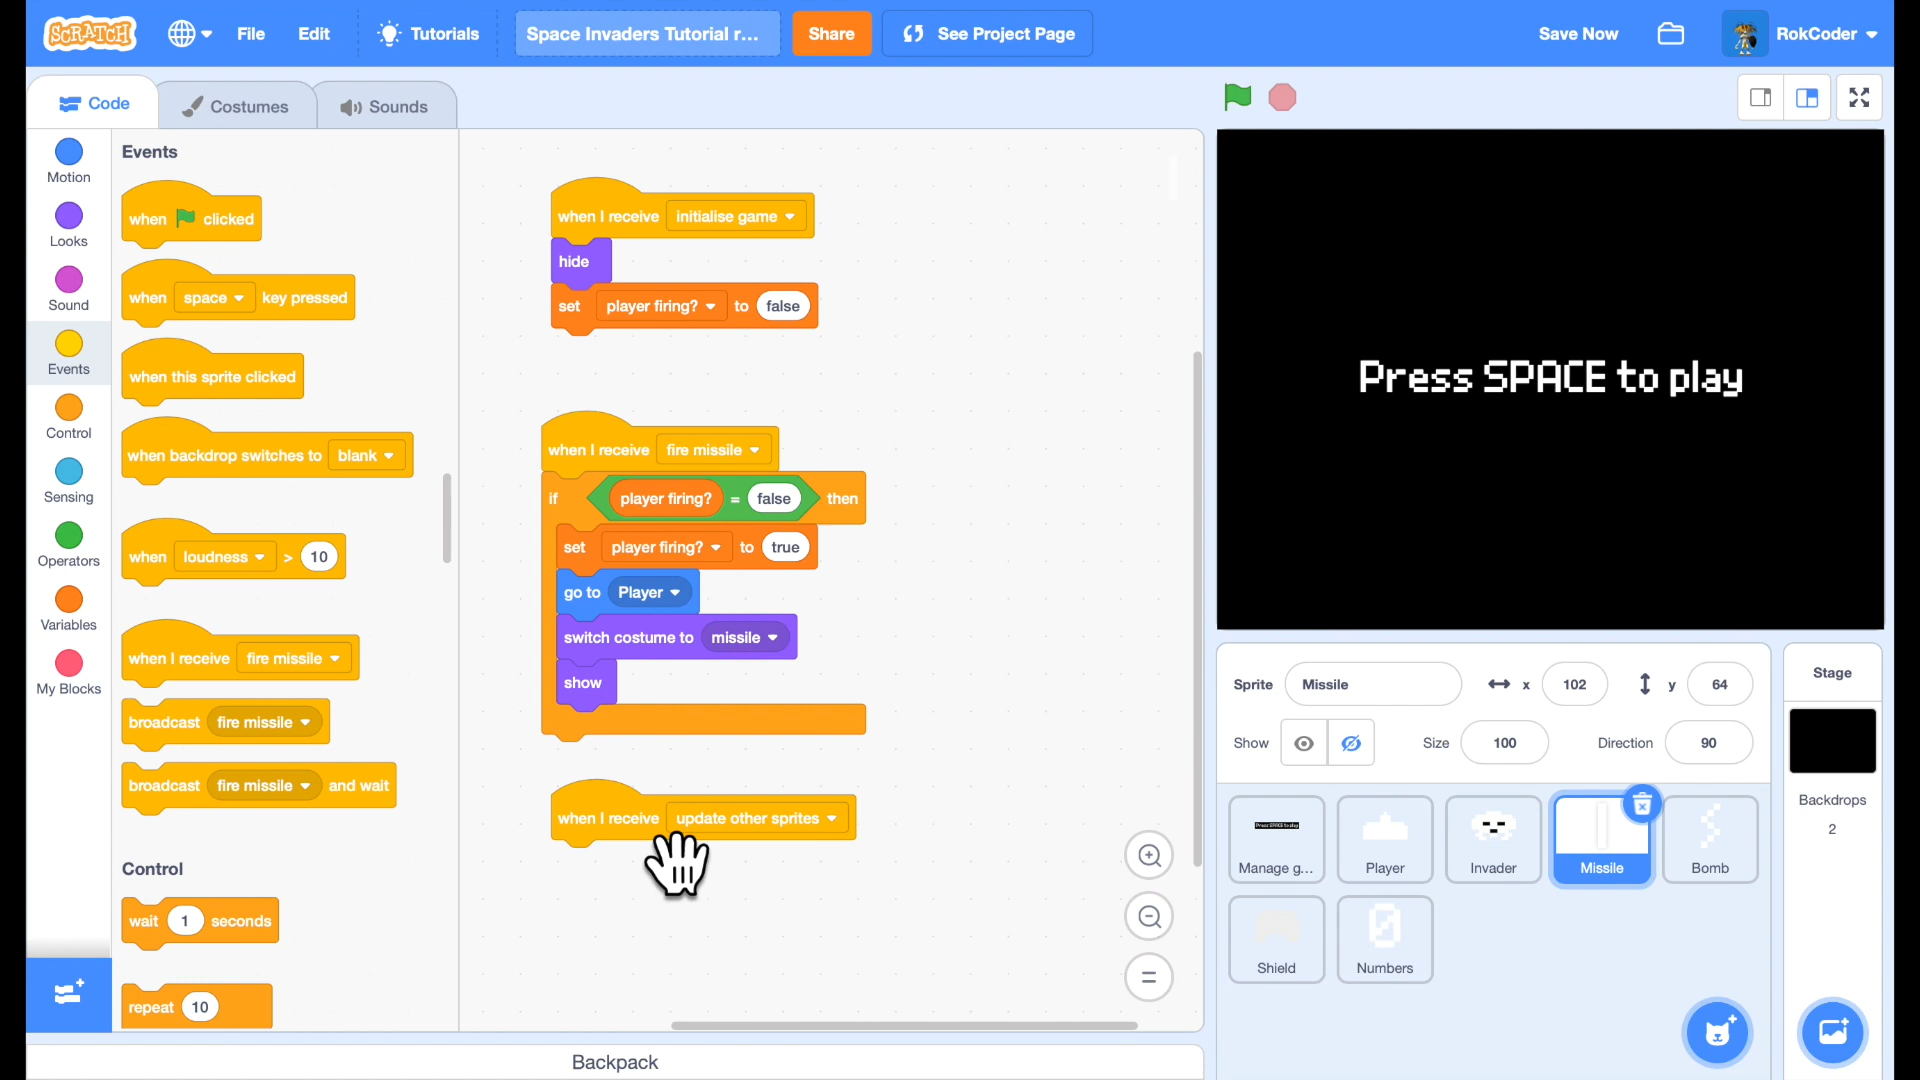 SCRATCH
File
Edit
Tutorials
Space Invaders Tutorial r...
Share
See Project Page
Save Now
RokCoder
Code
Costumes
Sounds
Motion
Looks
Sound
Events
Control
Sensing
Operators
Variables
My Blocks
Events
when clicked
when space key pressed
when this sprite clicked
when backdrop switches to blank
when loudness > 10
when I receive fire missile
broadcast fire missile
broadcast fire missile and wait
Control
wait 1 seconds
repeat 10
when I receive initialise game
hide
set player firing? to false
when I receive fire missile
if player firing? = false then
set player firing? to true
go to Player
switch costume to missile
show
when I receive update other sprites
Backpack
Press SPACE to play
Sprite Missile x 102 y 64
Show Size 100 Direction 90
Press SPACE to play
Manage g...
Player
Invader
Missile
Bomb
Shield
0
Numbers
Stage
Backdrops
2